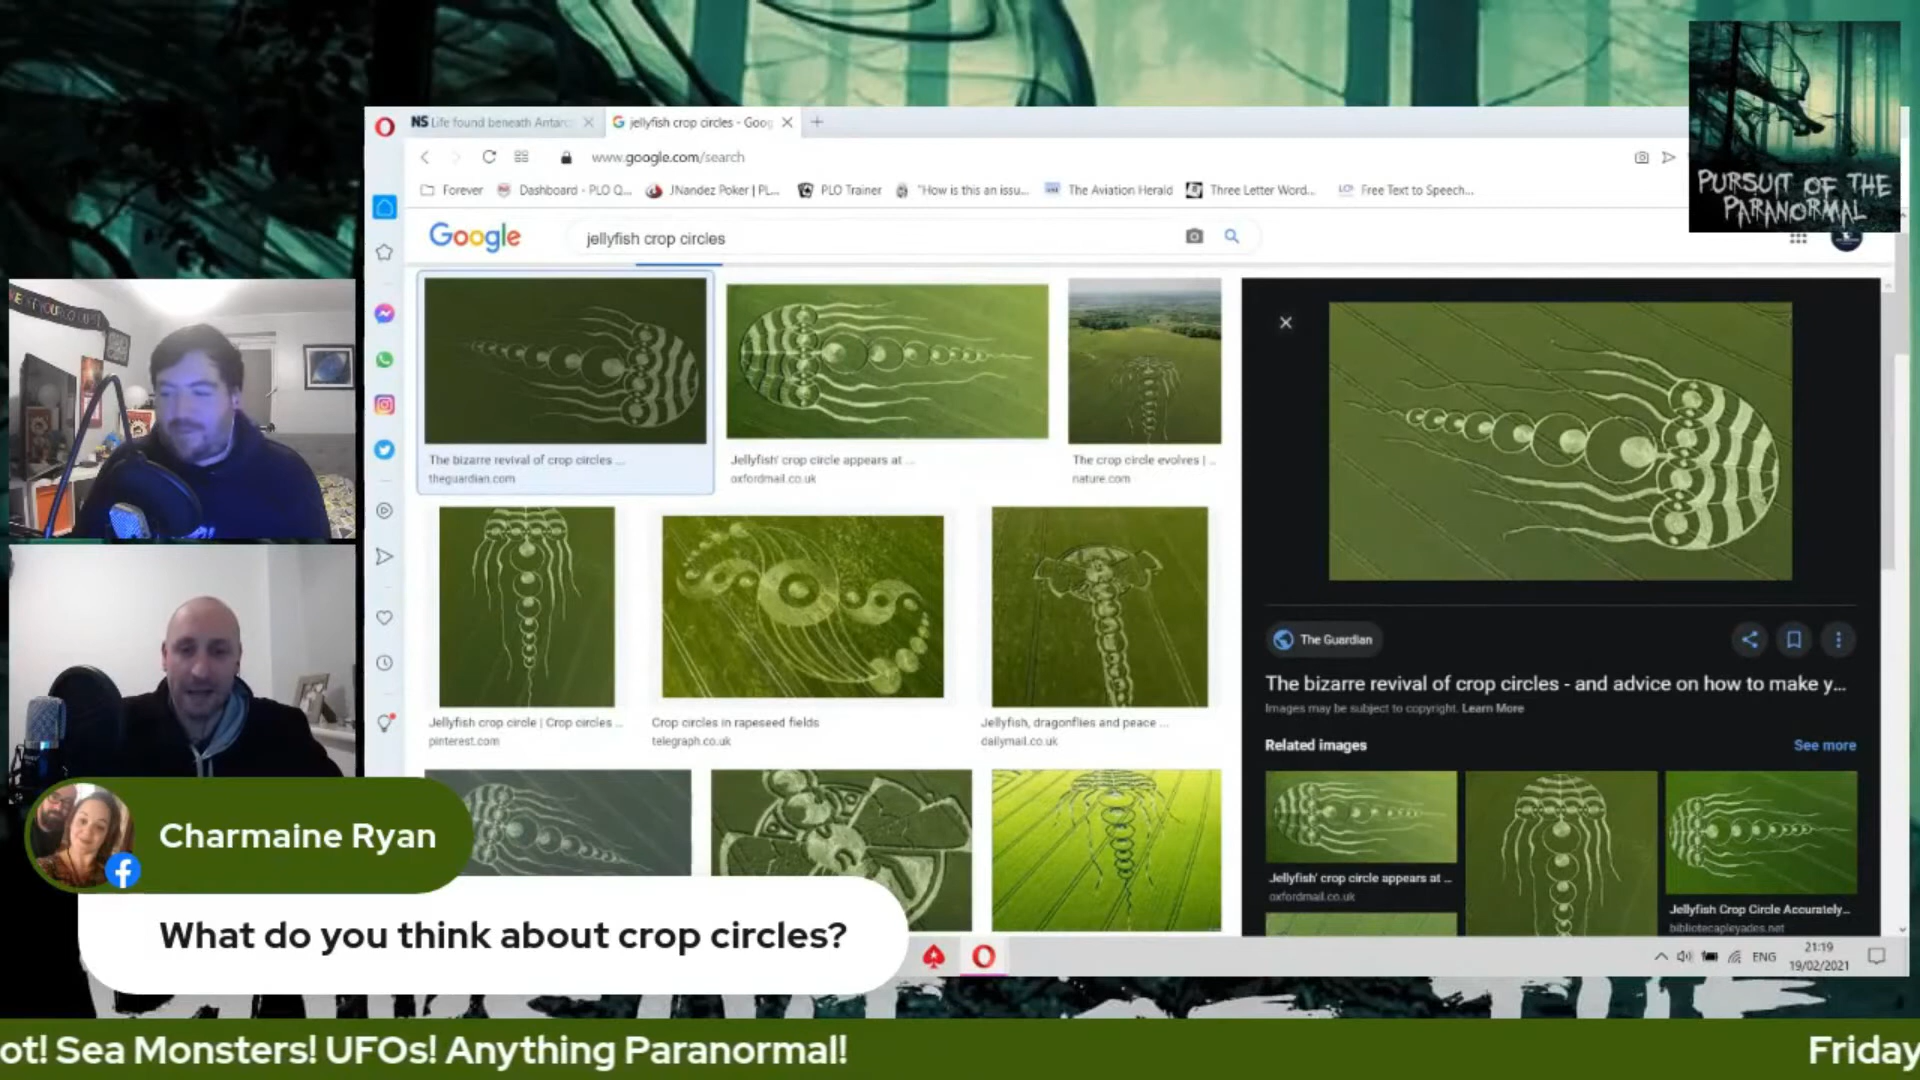 PURSUIT OF THE
PARANORMAL
NS Life found beneath Antarc
jellyfish crop circles - Goog
www.google.com/search
Forever
Dashboard - PLO Q...
JNandez Poker | PL...
PLO Trainer
"How is this an issu...
The Aviation Herald
Three Letter Word...
Free Text to Speech...
Google
jellyfish crop circles
The bizarre revival of crop circles ...
theguardian.com
Jellyfish' crop circle appears at ...
oxfordmail.co.uk
The crop circle evolves | ...
nature.com
Jellyfish crop circle | Crop circles ...
pinterest.com
Crop circles in rapeseed fields
telegraph.co.uk
Jellyfish, dragonflies and peace ...
dailymail.co.uk
The Guardian
The bizarre revival of crop circles - and advice on how to make y...
Images may be subject to copyright. Learn More
Related images
See more
Jellyfish' crop circle appears at ...
oxfordmail.co.uk
Jellyfish Crop Circle Accurately...
bibliotecapleyades.net
Charmaine Ryan
What do you think about crop circles?
ENG
21:19
19/02/2021
ot! Sea Monsters! UFOs! Anything Paranormal!
Friday